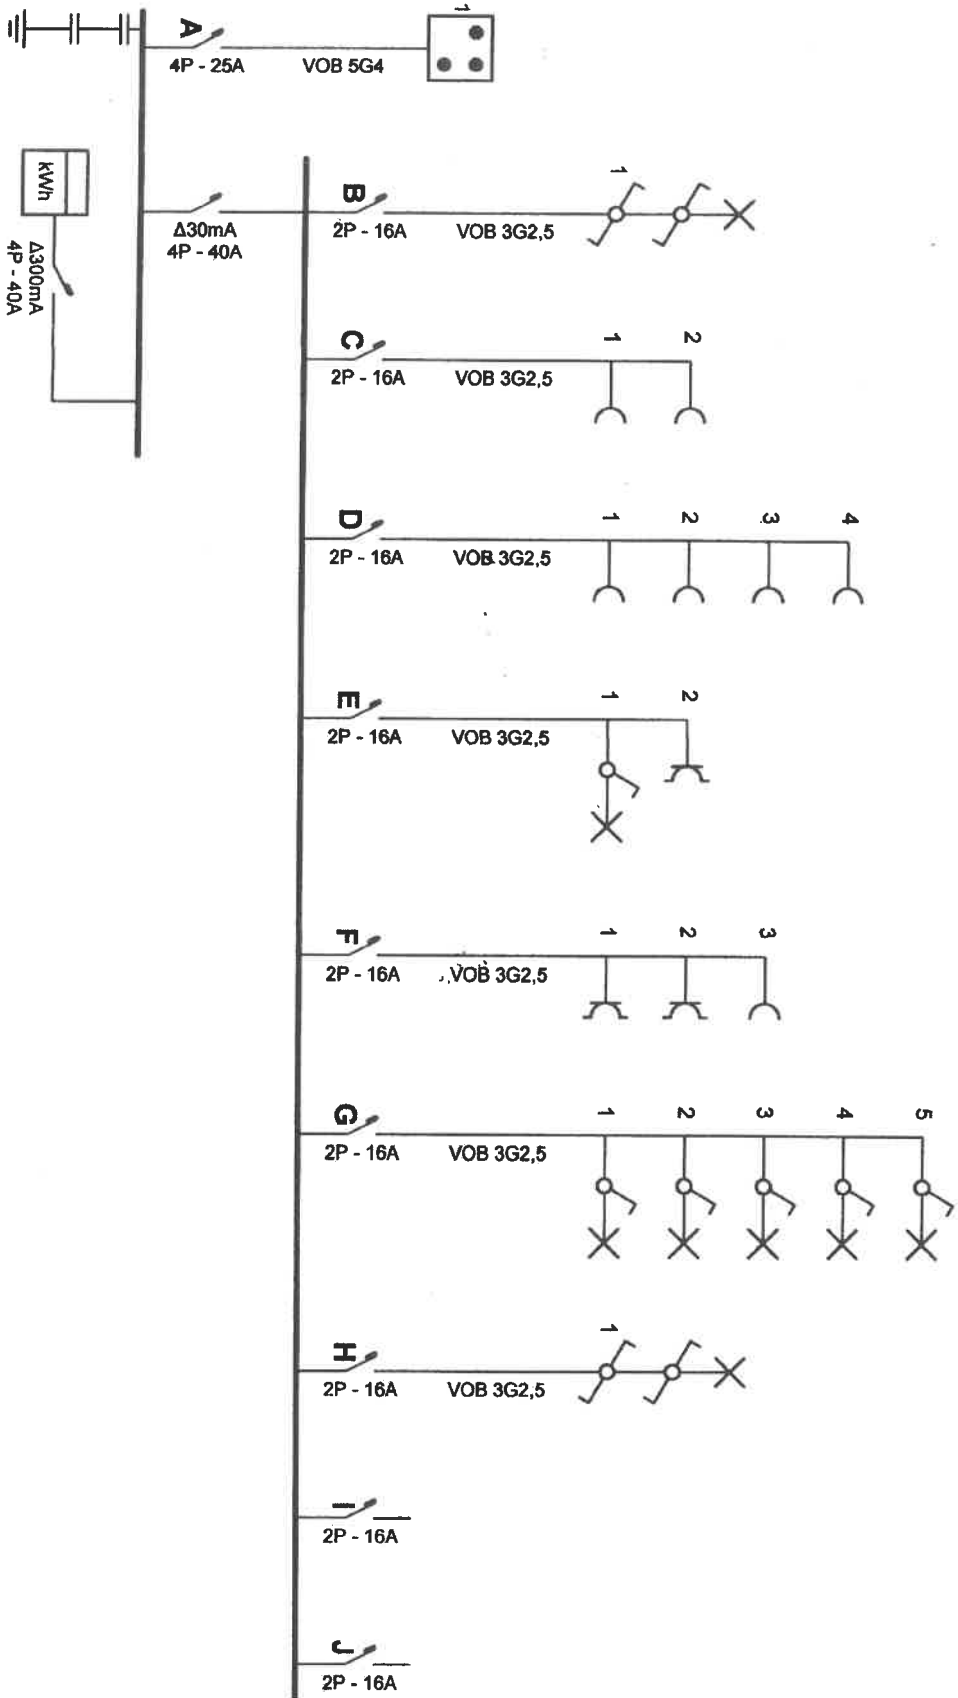 A
4P - 25A
VOB 5G4
1
kWh
Δ300mA
4P - 40A
Δ30mA
4P - 40A
B
2P - 16A
VOB 3G2,5
1
C
2P - 16A
VOB 3G2,5
1
2
D
2P - 16A
VOB 3G2,5
1
2
3
4
E
2P - 16A
VOB 3G2,5
1
2
F
2P - 16A
VOB 3G2,5
1
2
3
G
2P - 16A
VOB 3G2,5
1
2
3
4
5
H
2P - 16A
VOB 3G2,5
1
I
2P - 16A
J
2P - 16A